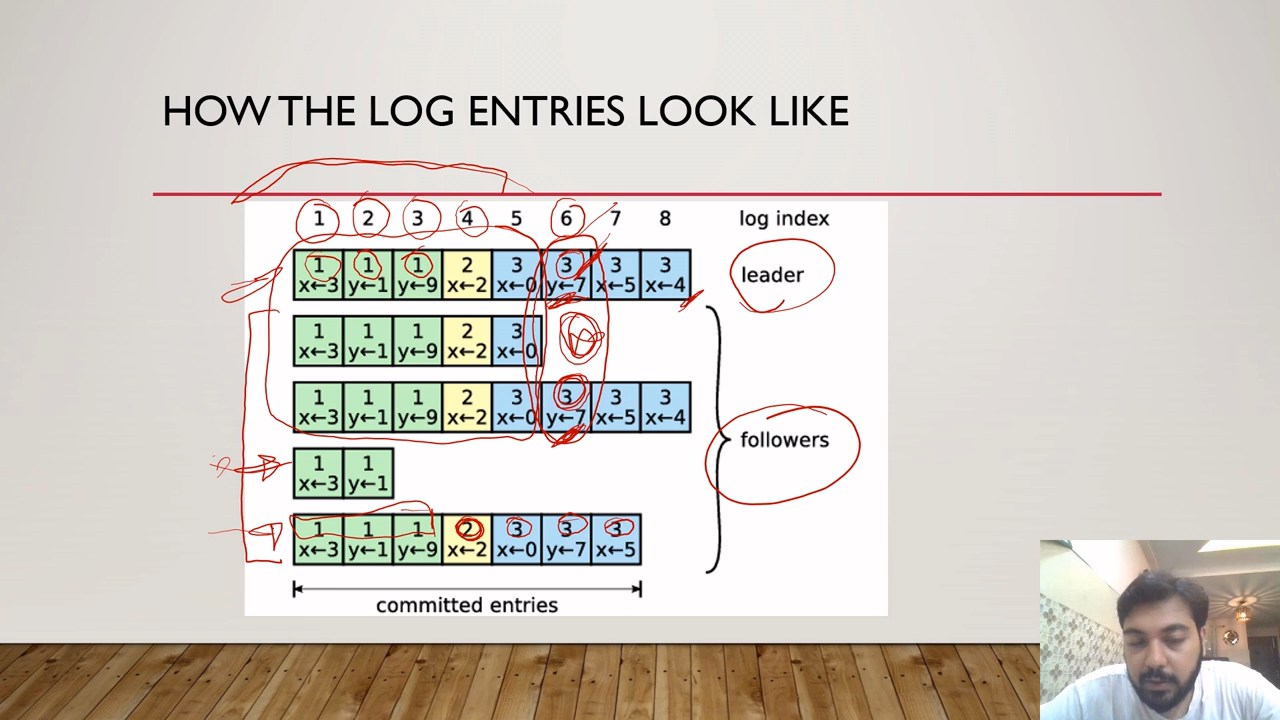 HOW THE LOG ENTRIES LOOK LIKE
1 2 3 4 5 6 7 8 log index
1 1 1 2 3 3 3 3
x←3 y←1 y←9 x←2 x←0 y←7 x←5 x←4
leader
1 1 1 2 3
x←3 y←1 y←9 x←2 x←0
1 1 1 2 3 3 3 3
x←3 y←1 y←9 x←2 x←0 y←7 x←5 x←4
followers
1 1
x←3 y←1
1 1 1 2 3 3 3
x←3 y←1 y←9 x←2 x←0 y←7 x←5
committed entries